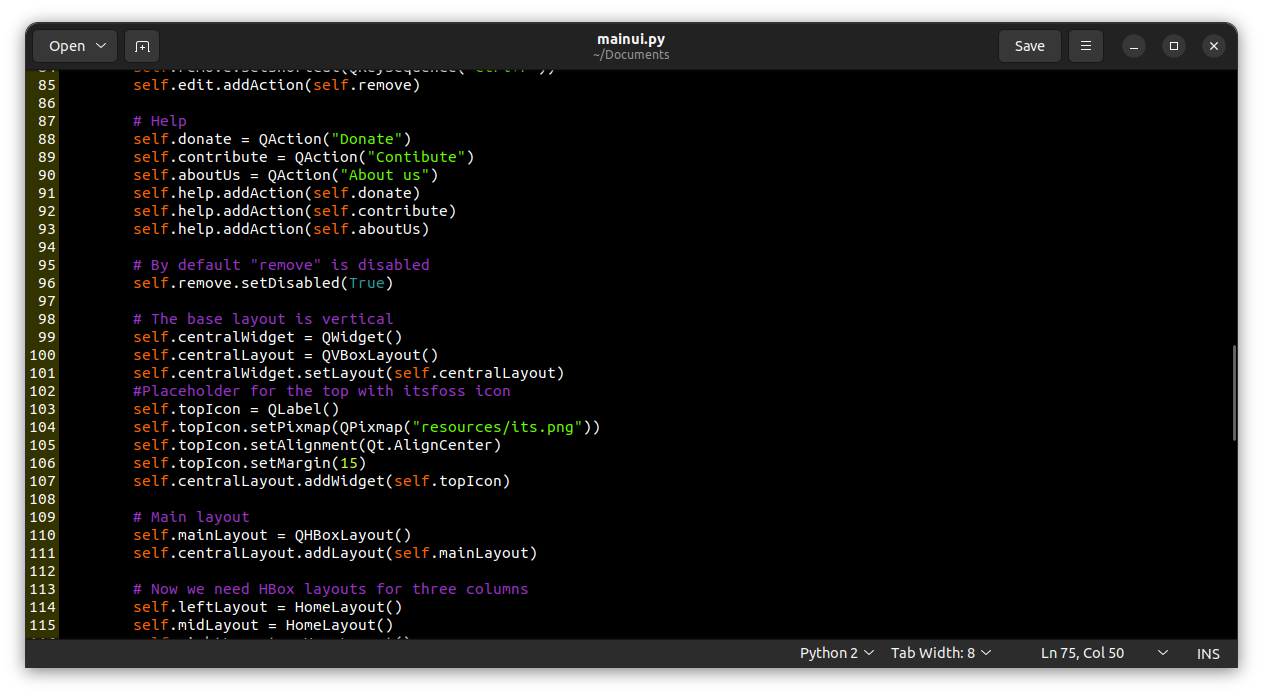 Open
mainui.py
~/Documents
Save
85 self.edit.addAction(self.remove)
86
87 # Help
88 self.donate = QAction("Donate")
89 self.contribute = QAction("Contibute")
90 self.aboutUs = QAction("About us")
91 self.help.addAction(self.donate)
92 self.help.addAction(self.contribute)
93 self.help.addAction(self.aboutUs)
94
95 # By default "remove" is disabled
96 self.remove.setDisabled(True)
97
98 # The base layout is vertical
99 self.centralWidget = QWidget()
100 self.centralLayout = QVBoxLayout()
101 self.centralWidget.setLayout(self.centralLayout)
102 #Placeholder for the top with itsfoss icon
103 self.topIcon = QLabel()
104 self.topIcon.setPixmap(QPixmap("resources/its.png"))
105 self.topIcon.setAlignment(Qt.AlignCenter)
106 self.topIcon.setMargin(15)
107 self.centralLayout.addWidget(self.topIcon)
108
109 # Main layout
110 self.mainLayout = QHBoxLayout()
111 self.centralLayout.addLayout(self.mainLayout)
112
113 # Now we need HBox layouts for three columns
114 self.leftLayout = HomeLayout()
115 self.midLayout = HomeLayout()
Python 2 Tab Width: 8 Ln 75, Col 50 INS